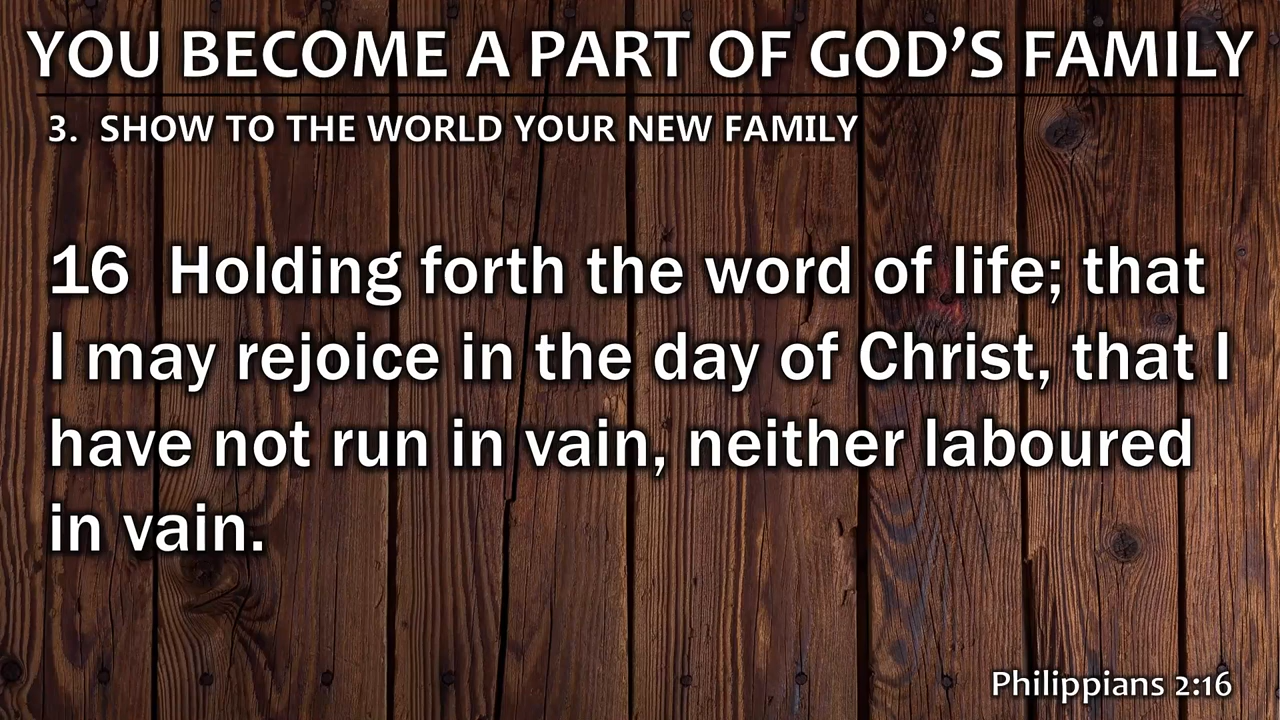 YOU BECOME A PART OF GOD’S FAMILY
3. SHOW TO THE WORLD YOUR NEW FAMILY
16 Holding forth the word of life; that
I may rejoice in the day of Christ, that I
have not run in vain, neither laboured
in vain.
Philippians 2:16